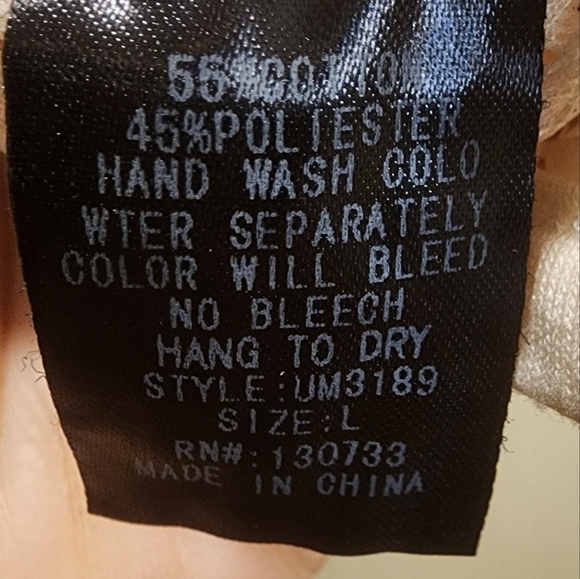 55%COTTON
45%POLIESTER
HAND WASH COLO
WTER SEPARATELY
COLOR WILL BLEED
NO BLEECH
HANG TO DRY
STYLE:UM3189
SIZE:L
RN#:130733
MADE IN CHINA